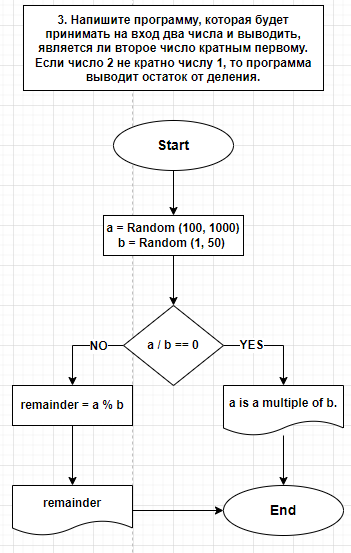 3. Напишите программу, которая будет
принимать на вход два числа и выводить,
является ли второе число кратным первому.
Если число 2 не кратно числу 1, то программа
выводит остаток от деления.
Start
a = Random (100, 1000)
b = Random (1, 50)
NO
a / b == 0
YES
remainder = a % b
a is a multiple of b.
remainder
End